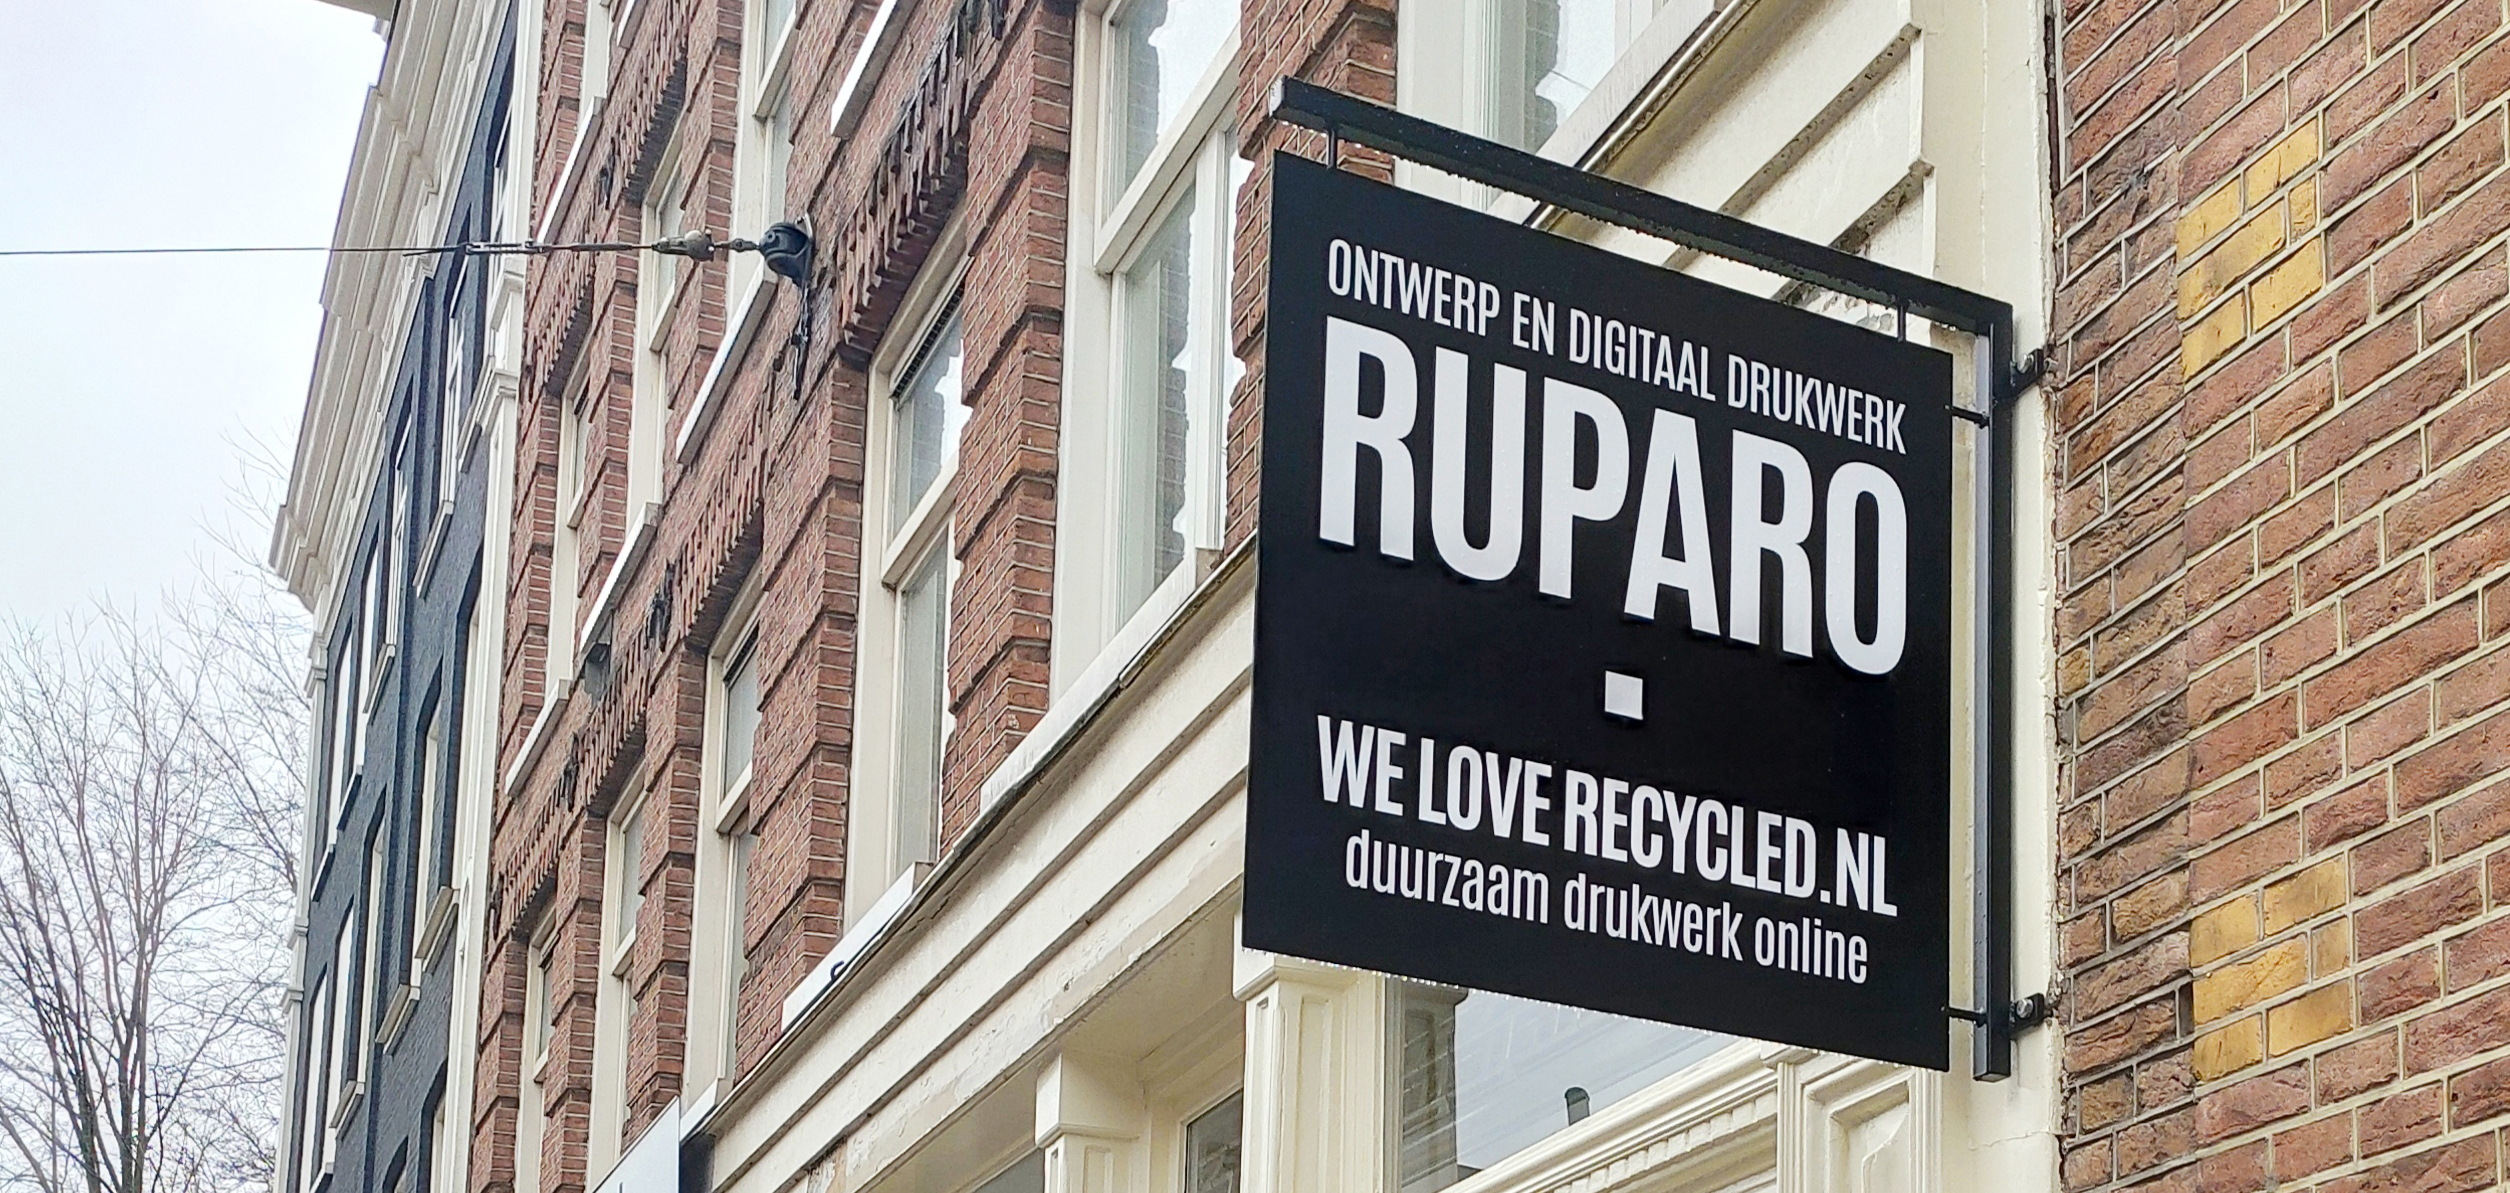 ONTWERP EN DIGITAAL DRUKWERK
RUPARO
WE LOVE RECYCLED.NL
duurzaam drukwerk online